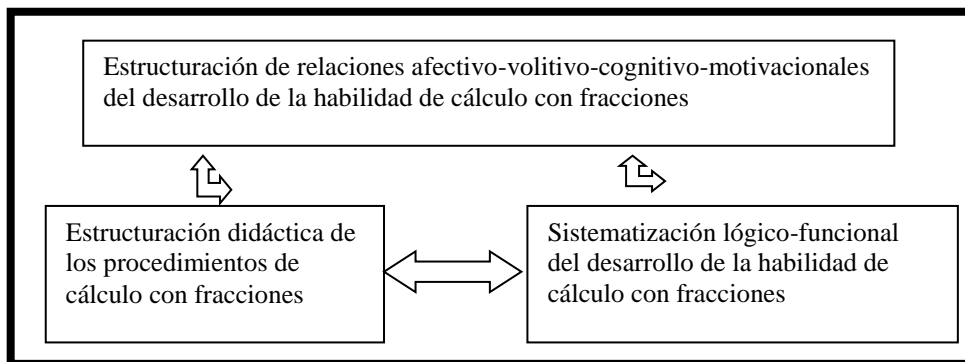 Estructuración de relaciones afectivo-volitivo-cognitivo-motivacionales
del desarrollo de la habilidad de cálculo con fracciones
Estructuración didáctica de
los procedimientos de
cálculo con fracciones
Sistematización lógico-funcional
del desarrollo de la habilidad de
cálculo con fracciones